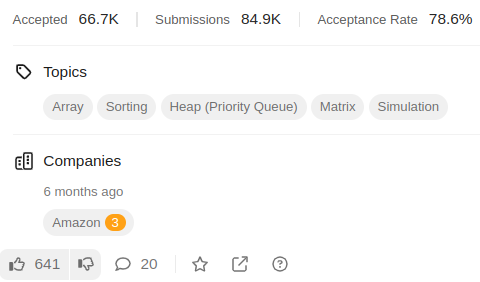 Accepted 66.7K Submissions 84.9K Acceptance Rate 78.6%
Topics
Array Sorting Heap (Priority Queue) Matrix Simulation
Companies
6 months ago
Amazon 3
641 20